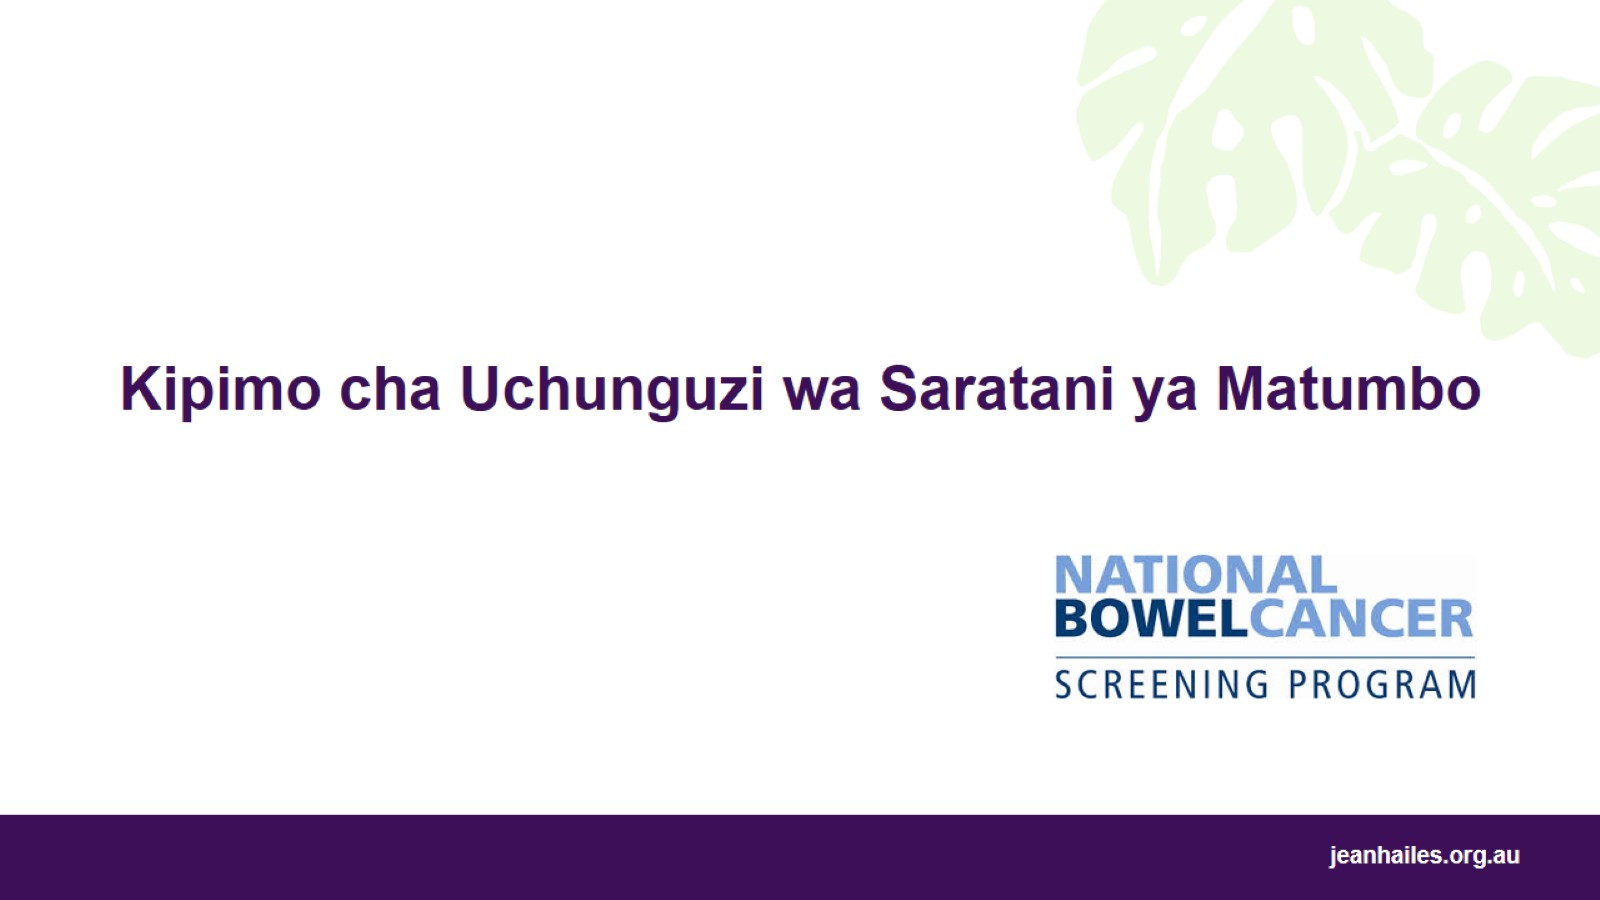 Kipimo cha Uchunguzi wa Saratani ya Matumbo
NATIONAL
BOWELCANCER
SCREENING PROGRAM
jeanhailes.org.au